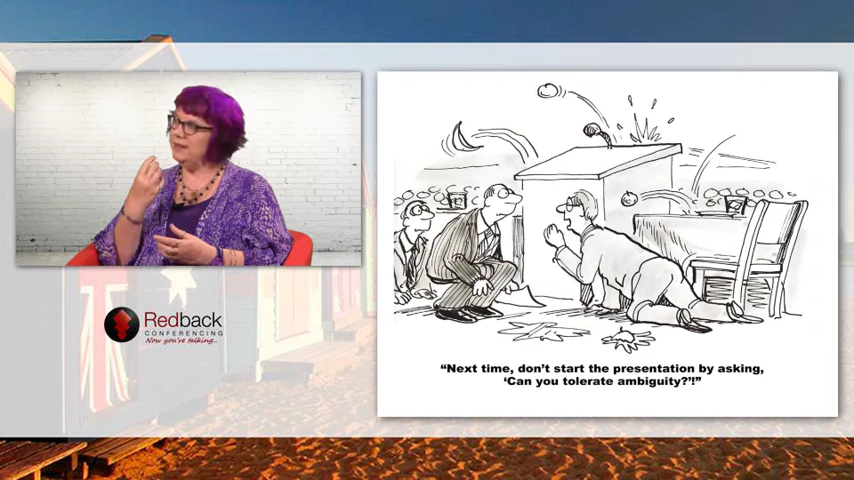 Redback
CONFERENCING
Now you're talking..
“Next time, don’t start the presentation by asking,
‘Can you tolerate ambiguity?’!”